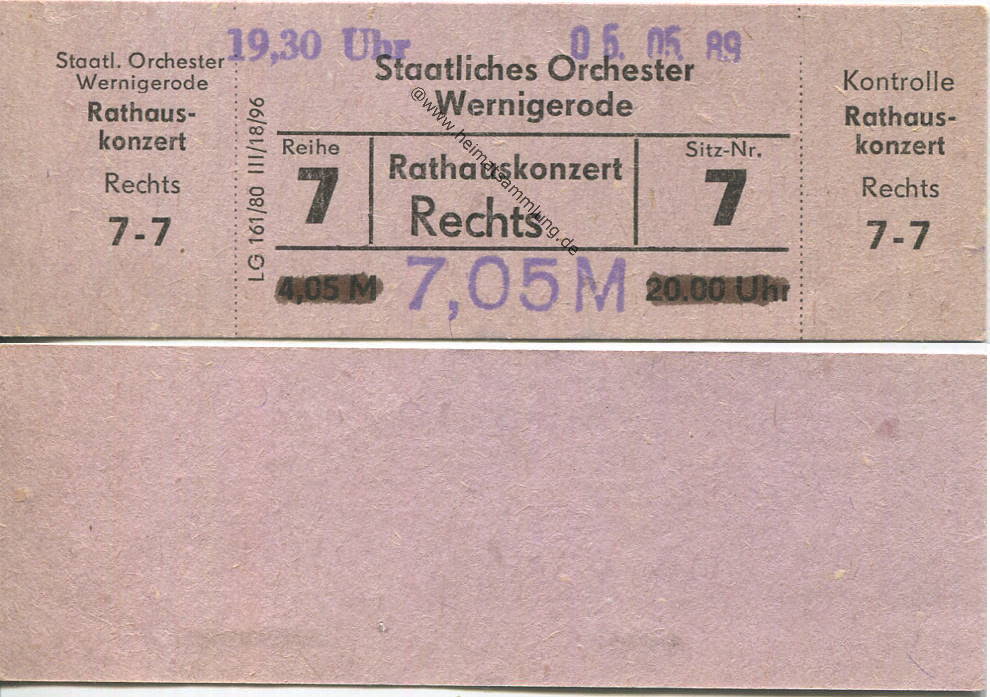 Staatl. Orchester
Wernigerode
Rathaus-
konzert
Rechts
7-7
LG 161/80 III/18/96
19,30 Uhr 05. 05. 89
Staatliches Orchester
Wernigerode
Reihe
7
Rathauskonzert
Rechts
Sitz-Nr.
7
4,05 M 7,05 M 20.00 Uhr
Kontrolle
Rathaus-
konzert
Rechts
7-7
@www.heimatsammlung.de